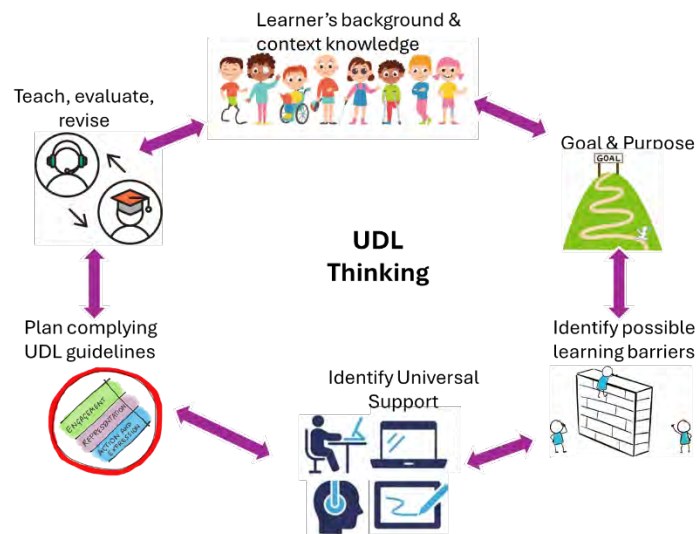 Learner's background &
context knowledge
Teach, evaluate,
revise
Goal & Purpose
GOAL
UDL
Thinking
Plan complying
UDL guidelines
Identify possible
learning barriers
Identify Universal
Support
ENGAGEMENT
REPRESENTATION
ACTION AND
EXPRESSION